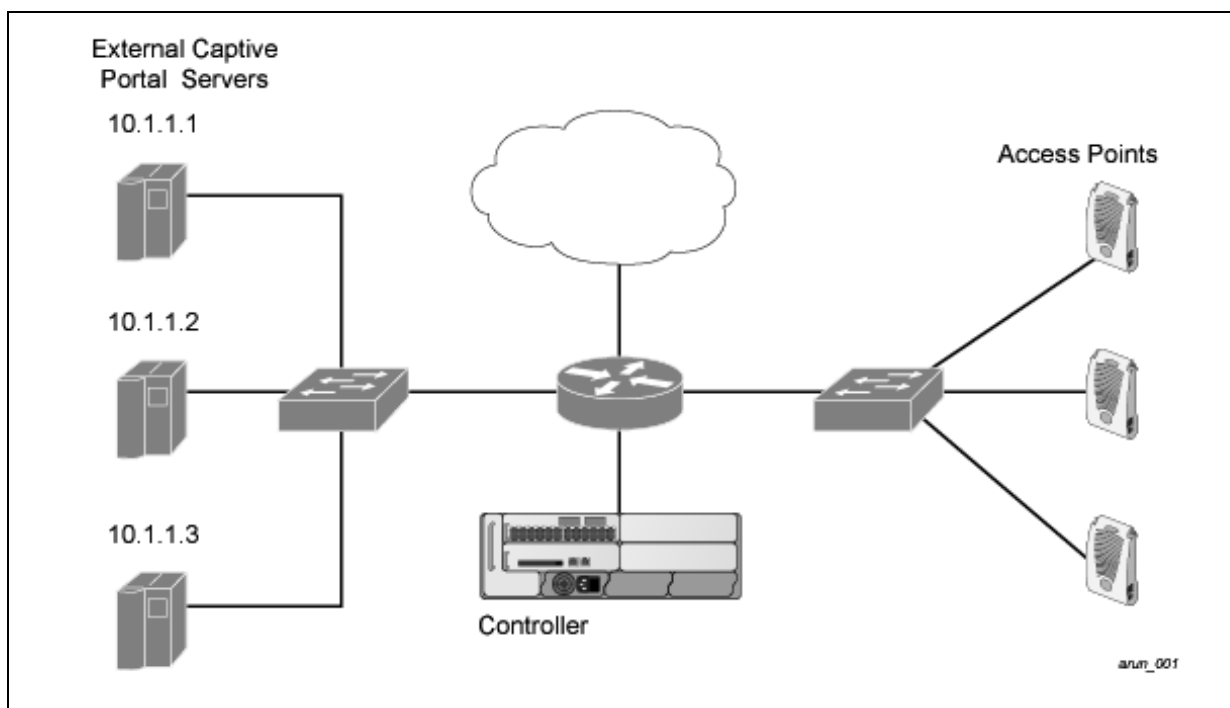 External Captive
Portal Servers
10.1.1.1
Access Points
10.1.1.2
10.1.1.3
Controller
arun_001